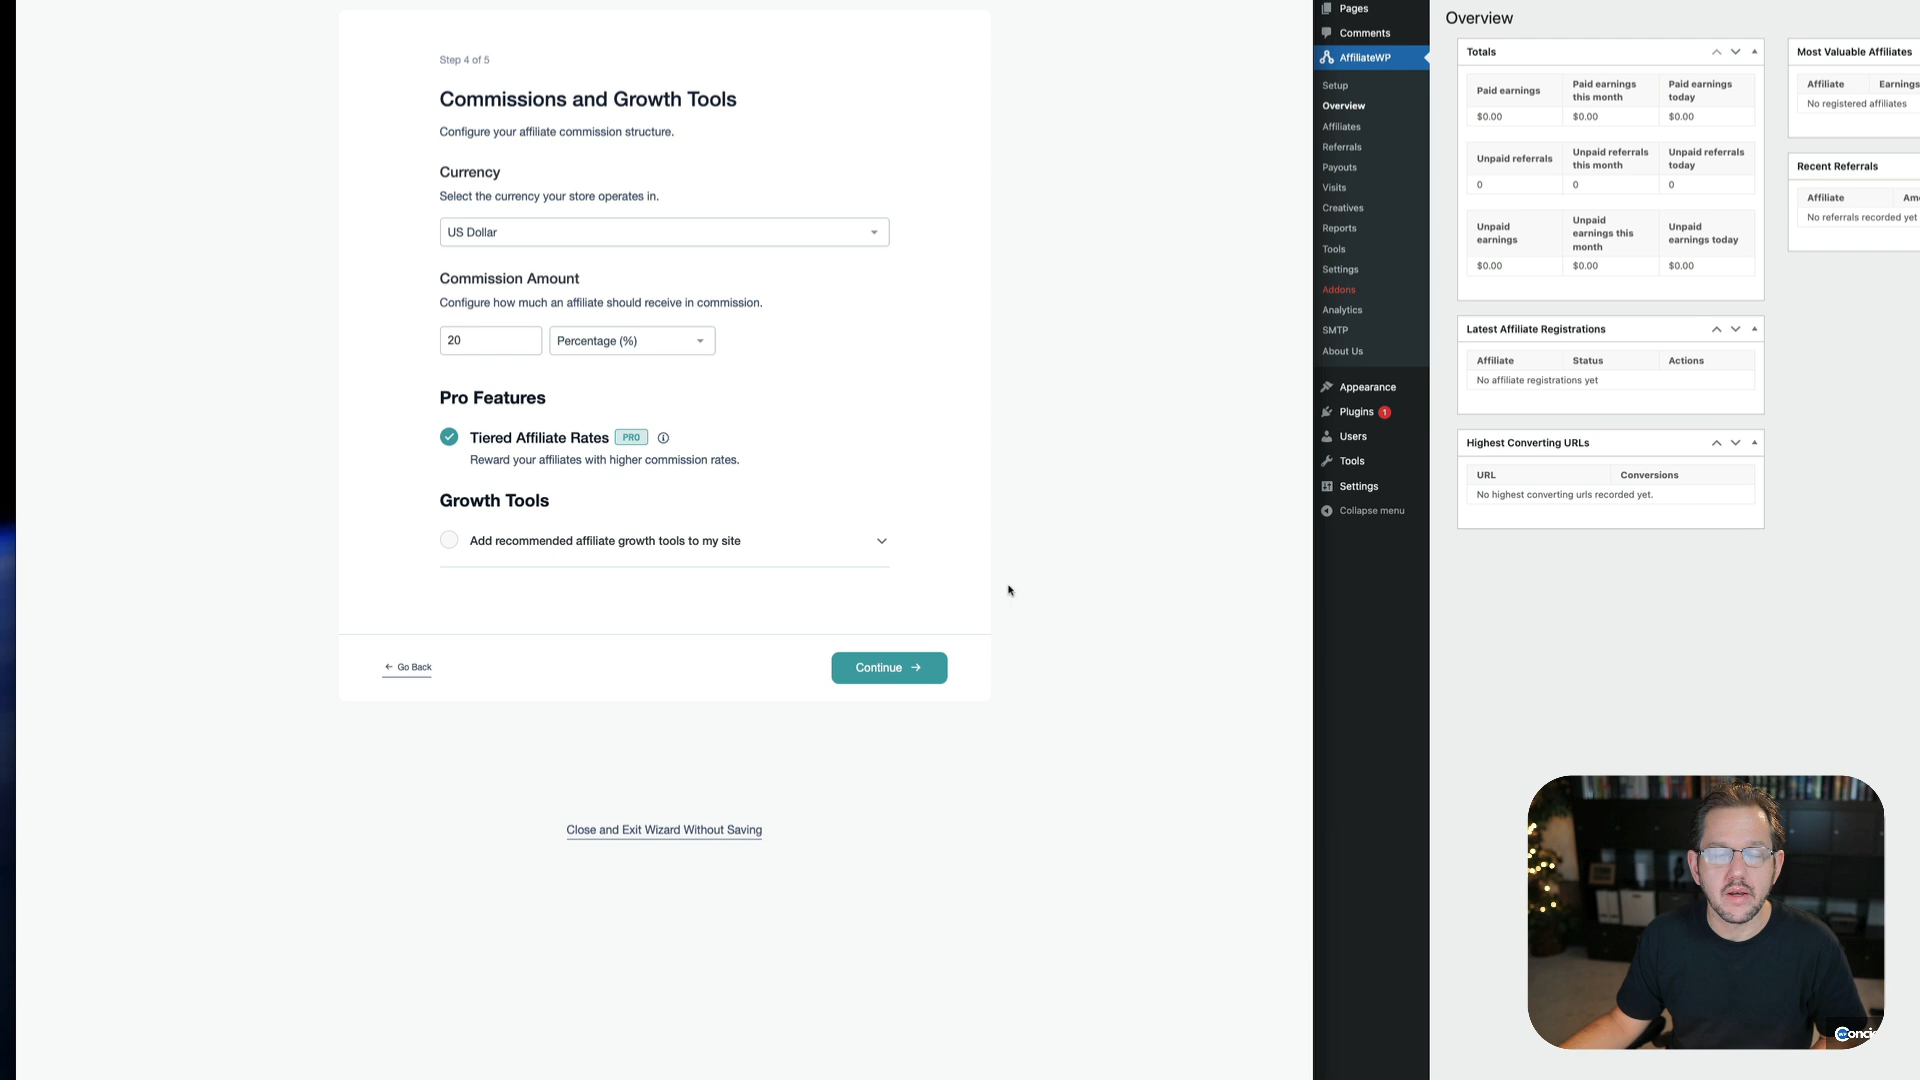 Step 4 of 5
Commissions and Growth Tools
Configure your affiliate commission structure.
Currency
Select the currency your store operates in.
US Dollar
Commission Amount
Configure how much an affiliate should receive in commission.
20
Percentage (%)
Pro Features
Tiered Affiliate Rates PRO
Reward your affiliates with higher commission rates.
Growth Tools
Add recommended affiliate growth tools to my site
← Go Back
Continue →
Close and Exit Wizard Without Saving
Pages
Comments
AffiliateWP
Setup
Overview
Affiliates
Referrals
Payouts
Visits
Creatives
Reports
Tools
Settings
Addons
Analytics
SMTP
About Us
Appearance
Plugins 1
Users
Tools
Settings
Collapse menu
Overview
Totals
Paid earnings
Paid earnings
this month
Paid earnings
today
$0.00 $0.00 $0.00
Unpaid referrals
Unpaid referrals
this month
Unpaid referrals
today
0 0 0
Unpaid
earnings
Unpaid
earnings this
month
Unpaid
earnings today
$0.00 $0.00 $0.00
Latest Affiliate Registrations
Affiliate Status Actions
No affiliate registrations yet
Highest Converting URLs
URL Conversions
No highest converting urls recorded yet.
Most Valuable Affiliates
Affiliate Earnings
No registered affiliates
Recent Referrals
Affiliate
No referrals recorded yet